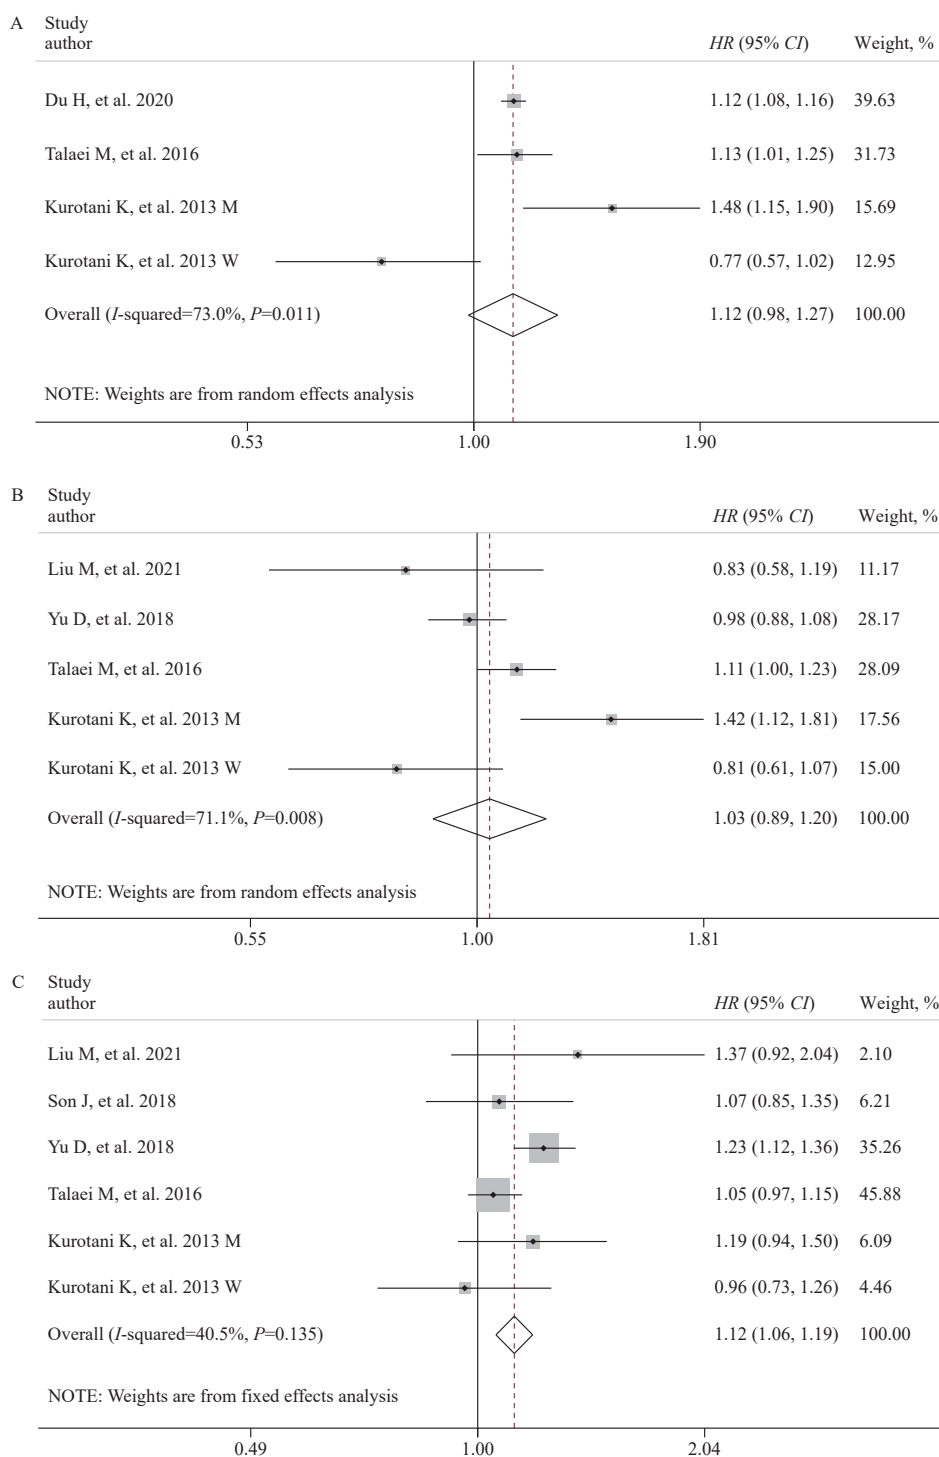 A Study
author HR (95% CI) Weight, %
Du H, et al. 2020 1.12 (1.08, 1.16) 39.63
Talaei M, et al. 2016 1.13 (1.01, 1.25) 31.73
Kurotani K, et al. 2013 M 1.48 (1.15, 1.90) 15.69
Kurotani K, et al. 2013 W 0.77 (0.57, 1.02) 12.95
Overall (I-squared=73.0%, P=0.011) 1.12 (0.98, 1.27) 100.00
NOTE: Weights are from random effects analysis
0.53 1.00 1.90
B Study
author HR (95% CI) Weight, %
Liu M, et al. 2021 0.83 (0.58, 1.19) 11.17
Yu D, et al. 2018 0.98 (0.88, 1.08) 28.17
Talaei M, et al. 2016 1.11 (1.00, 1.23) 28.09
Kurotani K, et al. 2013 M 1.42 (1.12, 1.81) 17.56
Kurotani K, et al. 2013 W 0.81 (0.61, 1.07) 15.00
Overall (I-squared=71.1%, P=0.008) 1.03 (0.89, 1.20) 100.00
NOTE: Weights are from random effects analysis
0.55 1.00 1.81
C Study
author HR (95% CI) Weight, %
Liu M, et al. 2021 1.37 (0.92, 2.04) 2.10
Son J, et al. 2018 1.07 (0.85, 1.35) 6.21
Yu D, et al. 2018 1.23 (1.12, 1.36) 35.26
Talaei M, et al. 2016 1.05 (0.97, 1.15) 45.88
Kurotani K, et al. 2013 M 1.19 (0.94, 1.50) 6.09
Kurotani K, et al. 2013 W 0.96 (0.73, 1.26) 4.46
Overall (I-squared=40.5%, P=0.135) 1.12 (1.06, 1.19) 100.00
NOTE: Weights are from fixed effects analysis
0.49 1.00 2.04